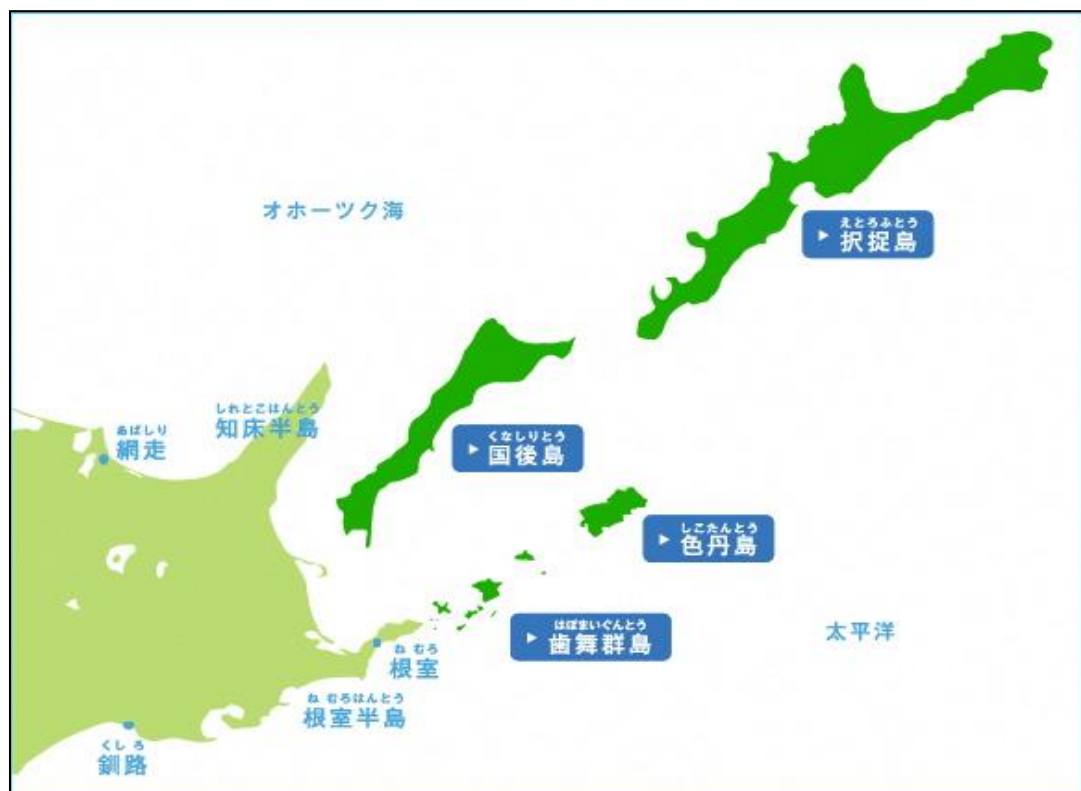 オホーツク海
えとろふとう
択捉島
しれとこはんとう
知床半島
あばしり
網走
くなしりとう
国後島
しこたんとう
色丹島
はぼまいぐんとう
歯舞群島
太平洋
ねむろ
根室
ねむろはんとう
根室半島
くしろ
釧路